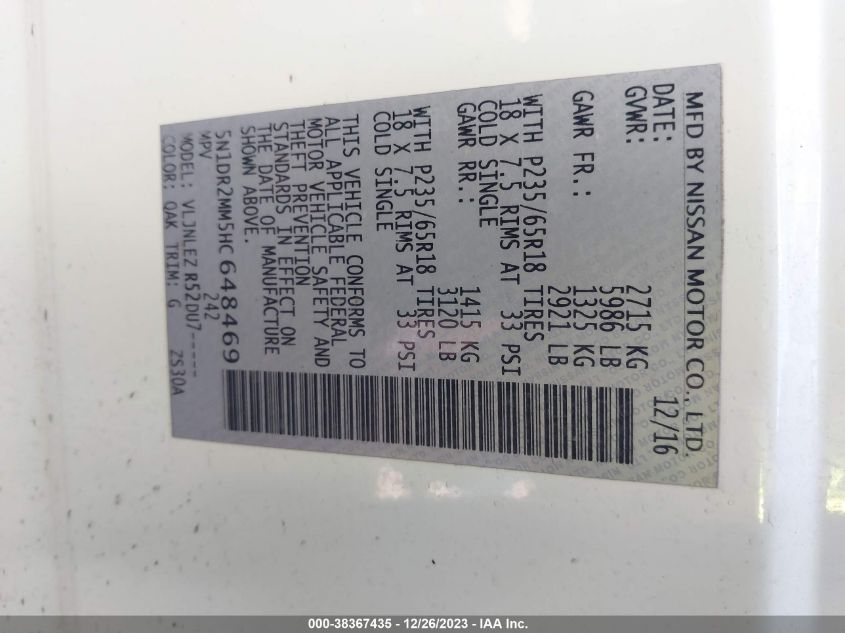 MFD BY NISSAN MOTOR CO., LTD.
DATE: 12/16
GVWR: 2715 KG
5986 LB
GAWR FR.: 1325 KG
2921 LB
WITH P235/65R18 TIRES
18 X 7.5 RIMS AT 33 PSI
COLD SINGLE
GAWR RR.: 1415 KG
3120 LB
WITH P235/65R18 TIRES
18 X 7.5 RIMS AT 33 PSI
COLD SINGLE
THIS VEHICLE CONFORMS TO
ALL APPLICABLE FEDERAL
MOTOR VEHICLE SAFETY AND
THEFT PREVENTION
STANDARDS IN EFFECT ON
THE DATE OF MANUFACTURE
SHOWN ABOVE.
5N1DR2MM5HC648469
MPV 242
MODEL: VLJNLEZ R52DU7-----
COLOR: QAK TRIM: G ZS30A
000-38367435 - 12/26/2023 - IAA Inc.